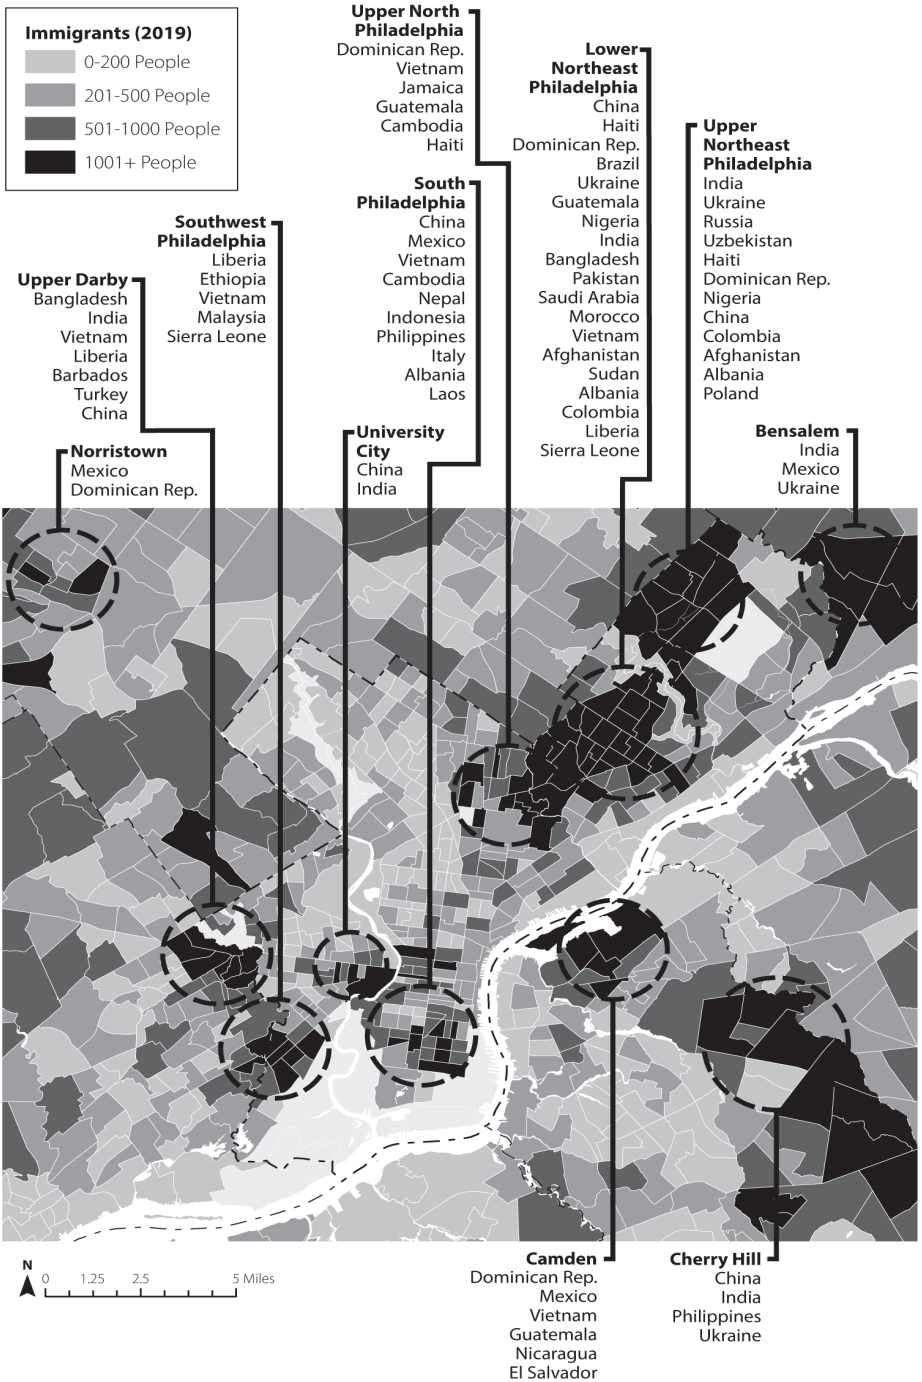 Immigrants (2019)
0-200 People
201-500 People
501-1000 People
1001+ People
Upper North
Philadelphia
Dominican Rep.
Vietnam
Jamaica
Guatemala
Cambodia
Haiti
Lower
Northeast
Philadelphia
China
Haiti
Dominican Rep.
Brazil
Ukraine
Guatemala
Nigeria
India
Bangladesh
Pakistan
Saudi Arabia
Morocco
Vietnam
Afghanistan
Sudan
Albania
Colombia
Liberia
Sierra Leone
Upper
Northeast
Philadelphia
India
Ukraine
Russia
Uzbekistan
Haiti
Dominican Rep.
Nigeria
China
Colombia
Afghanistan
Albania
Poland
South
Philadelphia
China
Mexico
Vietnam
Cambodia
Nepal
Indonesia
Philippines
Italy
Albania
Laos
Southwest
Philadelphia
Liberia
Ethiopia
Vietnam
Malaysia
Sierra Leone
Upper Darby
Bangladesh
India
Vietnam
Liberia
Barbados
Turkey
China
Norristown
Mexico
Dominican Rep.
University
City
China
India
Bensalem
India
Mexico
Ukraine
Camden
Dominican Rep.
Mexico
Vietnam
Guatemala
Nicaragua
El Salvador
Cherry Hill
China
India
Philippines
Ukraine
N
0 1.25 2.5 5 Miles